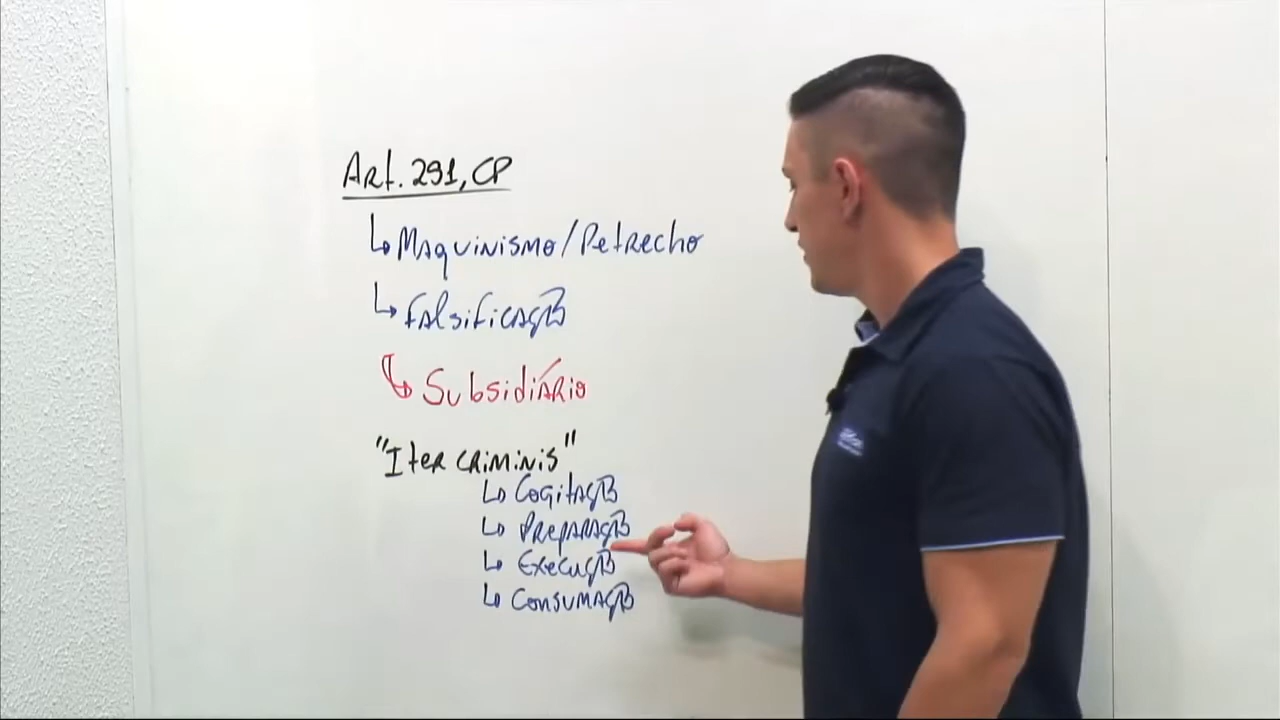 Art. 291, CP
↳ Maquinismo/Petrecho
↳ Falsificação
↳ Subsidiário
"Iter criminis"
↳ Cogitação
↳ Preparação
↳ Execução
↳ Consumação